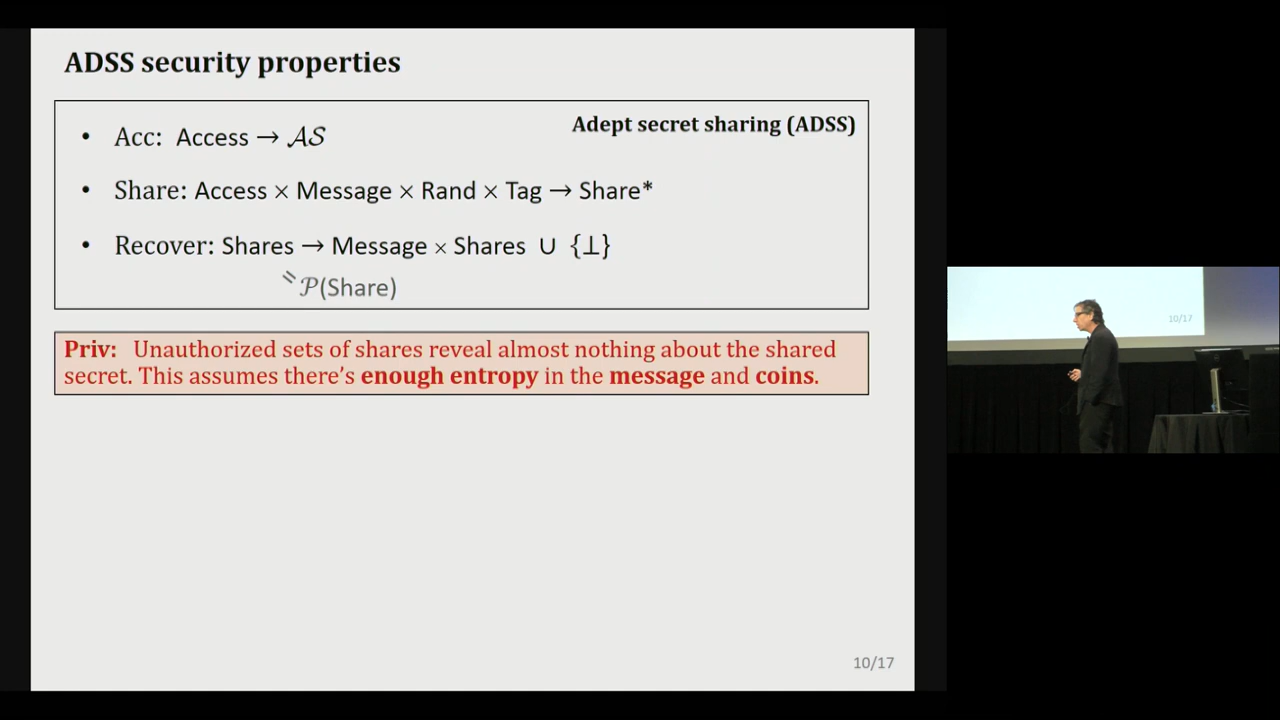 ADSS security properties
Adept secret sharing (ADSS)
• Acc: Access → 𝒜𝒮
• Share: Access × Message × Rand × Tag → Share*
• Recover: Shares → Message × Shares ∪ {⊥}
𝒫(Share)
Priv: Unauthorized sets of shares reveal almost nothing about the shared
secret. This assumes there's enough entropy in the message and coins.
10/17
10/17